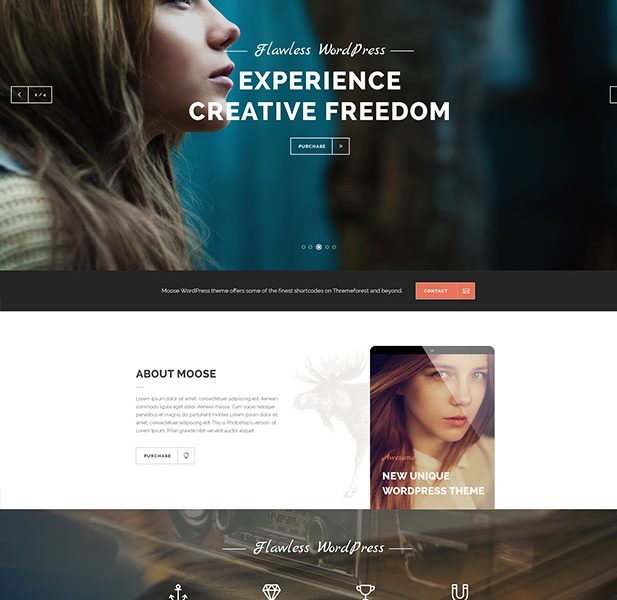 Flawless WordPress
EXPERIENCE
CREATIVE FREEDOM
2 / 4
PURCHASE
Moose WordPress theme offers some of the finest shortcodes on Thremeforest and beyond.
CONTACT
ABOUT MOOSE
Lorem ipsum dolor sit amet, consectetuer adipiscing elit. Aenean
commodo ligula eget dolor. Aenean massa. Cum sociis natoque
penatibus et magnis dis parturient montes. Lorem ipsum dolor sit amet,
consectetuer adipiscing elit. This is Photoshop's version of
Lorem Ipsum. Proin gravida nibh vel velit auctor aliquet
PURCHASE
Awesome
NEW UNIQUE
WORDPRESS THEME
Flawless WordPress